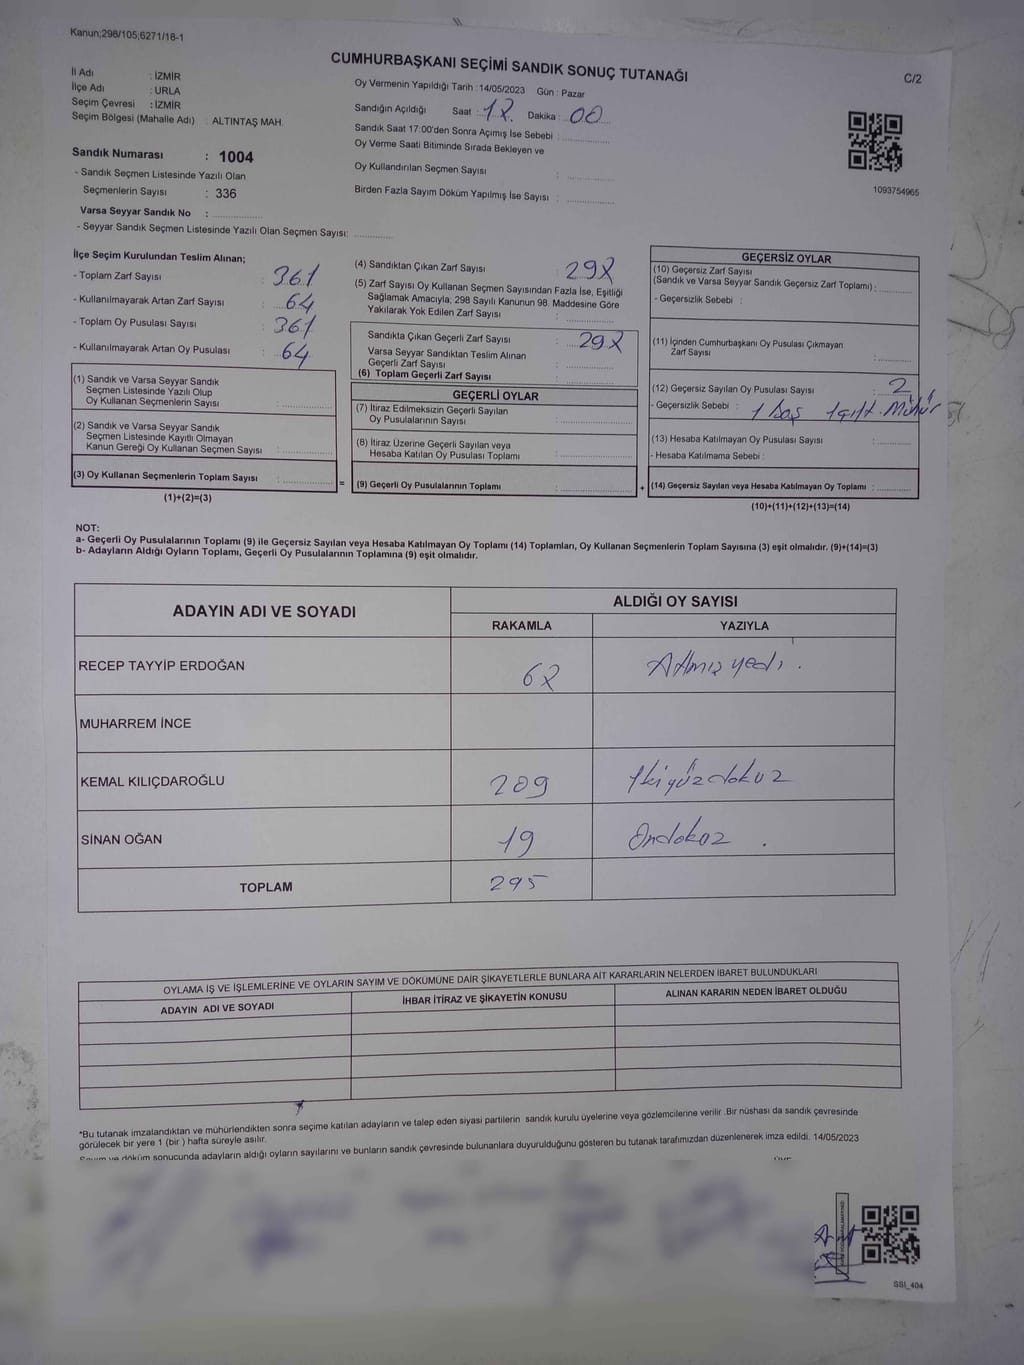 Kanun;298/105;6271/18-1
CUMHURBAŞKANI SEÇİMİ SANDIK SONUÇ TUTANAĞI
C/2
İl Adı : İZMİR
İlçe Adı : URLA
Seçim Çevresi : İZMİR
Seçim Bölgesi (Mahalle Adı) : ALTINTAŞ MAH.
Sandık Numarası : 1004
- Sandık Seçmen Listesinde Yazılı Olan
Seçmenlerin Sayısı : 336
Varsa Seyyar Sandık No :
- Seyyar Sandık Seçmen Listesinde Yazılı Olan Seçmen Sayısı:
Oy Vermenin Yapıldığı Tarih : 14/05/2023 Gün : Pazar
Sandığın Açıldığı Saat : 17. Dakika : 00
Sandık Saat 17:00'den Sonra Açımış İse Sebebi :
Oy Verme Saati Bitiminde Sırada Bekleyen ve
Oy Kullandırılan Seçmen Sayısı :
Birden Fazla Sayım Döküm Yapılmış İse Sayısı :
1093754965
İlçe Seçim Kurulundan Teslim Alınan;
- Toplam Zarf Sayısı : 361
- Kullanılmayarak Artan Zarf Sayısı : 64
- Toplam Oy Pusulası Sayısı : 361
- Kullanılmayarak Artan Oy Pusulası : 64
(1) Sandık ve Varsa Seyyar Sandık
Seçmen Listesinde Yazılı Olup
Oy Kullanan Seçmenlerin Sayısı :
(2) Sandık ve Varsa Seyyar Sandık
Seçmen Listesinde Kayıtlı Olmayan
Kanun Gereği Oy Kullanan Seçmen Sayısı :
(3) Oy Kullanan Seçmenlerin Toplam Sayısı :
(1)+(2)=(3)
(4) Sandıktan Çıkan Zarf Sayısı : 297
(5) Zarf Sayısı Oy Kullanan Seçmen Sayısından Fazla İse, Eşitliği
Sağlamak Amacıyla, 298 Sayılı Kanunun 98. Maddesine Göre
Yakılarak Yok Edilen Zarf Sayısı :
Sandıkta Çıkan Geçerli Zarf Sayısı : 297
Varsa Seyyar Sandıktan Teslim Alınan
Geçerli Zarf Sayısı :
(6) Toplam Geçerli Zarf Sayısı :
GEÇERLİ OYLAR
(7) İtiraz Edilmeksizin Geçerli Sayılan
Oy Pusulalarının Sayısı :
(8) İtiraz Üzerine Geçerli Sayılan veya
Hesaba Katılan Oy Pusulası Toplamı :
= (9) Geçerli Oy Pusulalarının Toplamı :
GEÇERSİZ OYLAR
(10) Geçersiz Zarf Sayısı
(Sandık ve Varsa Seyyar Sandık Geçersiz Zarf Toplamı) :
- Geçersizlik Sebebi :
(11) İçinden Cumhurbaşkanı Oy Pusulası Çıkmayan
Zarf Sayısı :
(12) Geçersiz Sayılan Oy Pusulası Sayısı : 2
- Geçersizlik Sebebi : 1 Boş 1 çift. Mühür
(13) Hesaba Katılmayan Oy Pusulası Sayısı :
- Hesaba Katılmama Sebebi :
+ (14) Geçersiz Sayılan veya Hesaba Katılmayan Oy Toplamı :
(10)+(11)+(12)+(13)=(14)
NOT:
a- Geçerli Oy Pusulalarının Toplamı (9) ile Geçersiz Sayılan veya Hesaba Katılmayan Oy Toplamı (14) Toplamları, Oy Kullanan Seçmenlerin Toplam Sayısına (3) eşit olmalıdır. (9)+(14)=(3)
b- Adayların Aldığı Oyların Toplamı, Geçerli Oy Pusulalarının Toplamına (9) eşit olmalıdır.
ADAYIN ADI VE SOYADI
ALDIĞI OY SAYISI
RAKAMLA YAZIYLA
RECEP TAYYİP ERDOĞAN 67 Altmış yedi.
MUHARREM İNCE
KEMAL KILIÇDAROĞLU 209 İkiyüzdokuz
SİNAN OĞAN 19 Ondokuz.
TOPLAM 295
OYLAMA İŞ VE İŞLEMLERİNE VE OYLARIN SAYIM VE DÖKÜMÜNE DAİR ŞİKAYETLERLE BUNLARA AİT KARARLARIN NELERDEN İBARET BULUNDUKLARI
ADAYIN ADI VE SOYADI İHBAR İTİRAZ VE ŞİKAYETİN KONUSU ALINAN KARARIN NEDEN İBARET OLDUĞU
*Bu tutanak imzalandıktan ve mühürlendikten sonra seçime katılan adayların ve talep eden siyasi partilerin sandık kurulu üyelerine veya gözlemcilerine verilir .Bir nüshası da sandık çevresinde
görülecek bir yere 1 (bir ) hafta süreyle asılır.
Sayım ve döküm sonucunda adayların aldığı oyların sayılarını ve bunların sandık çevresinde bulunanlara duyurulduğunu gösteren bu tutanak tarafımızdan düzenlenerek imza edildi. 14/05/2023
SSI_404